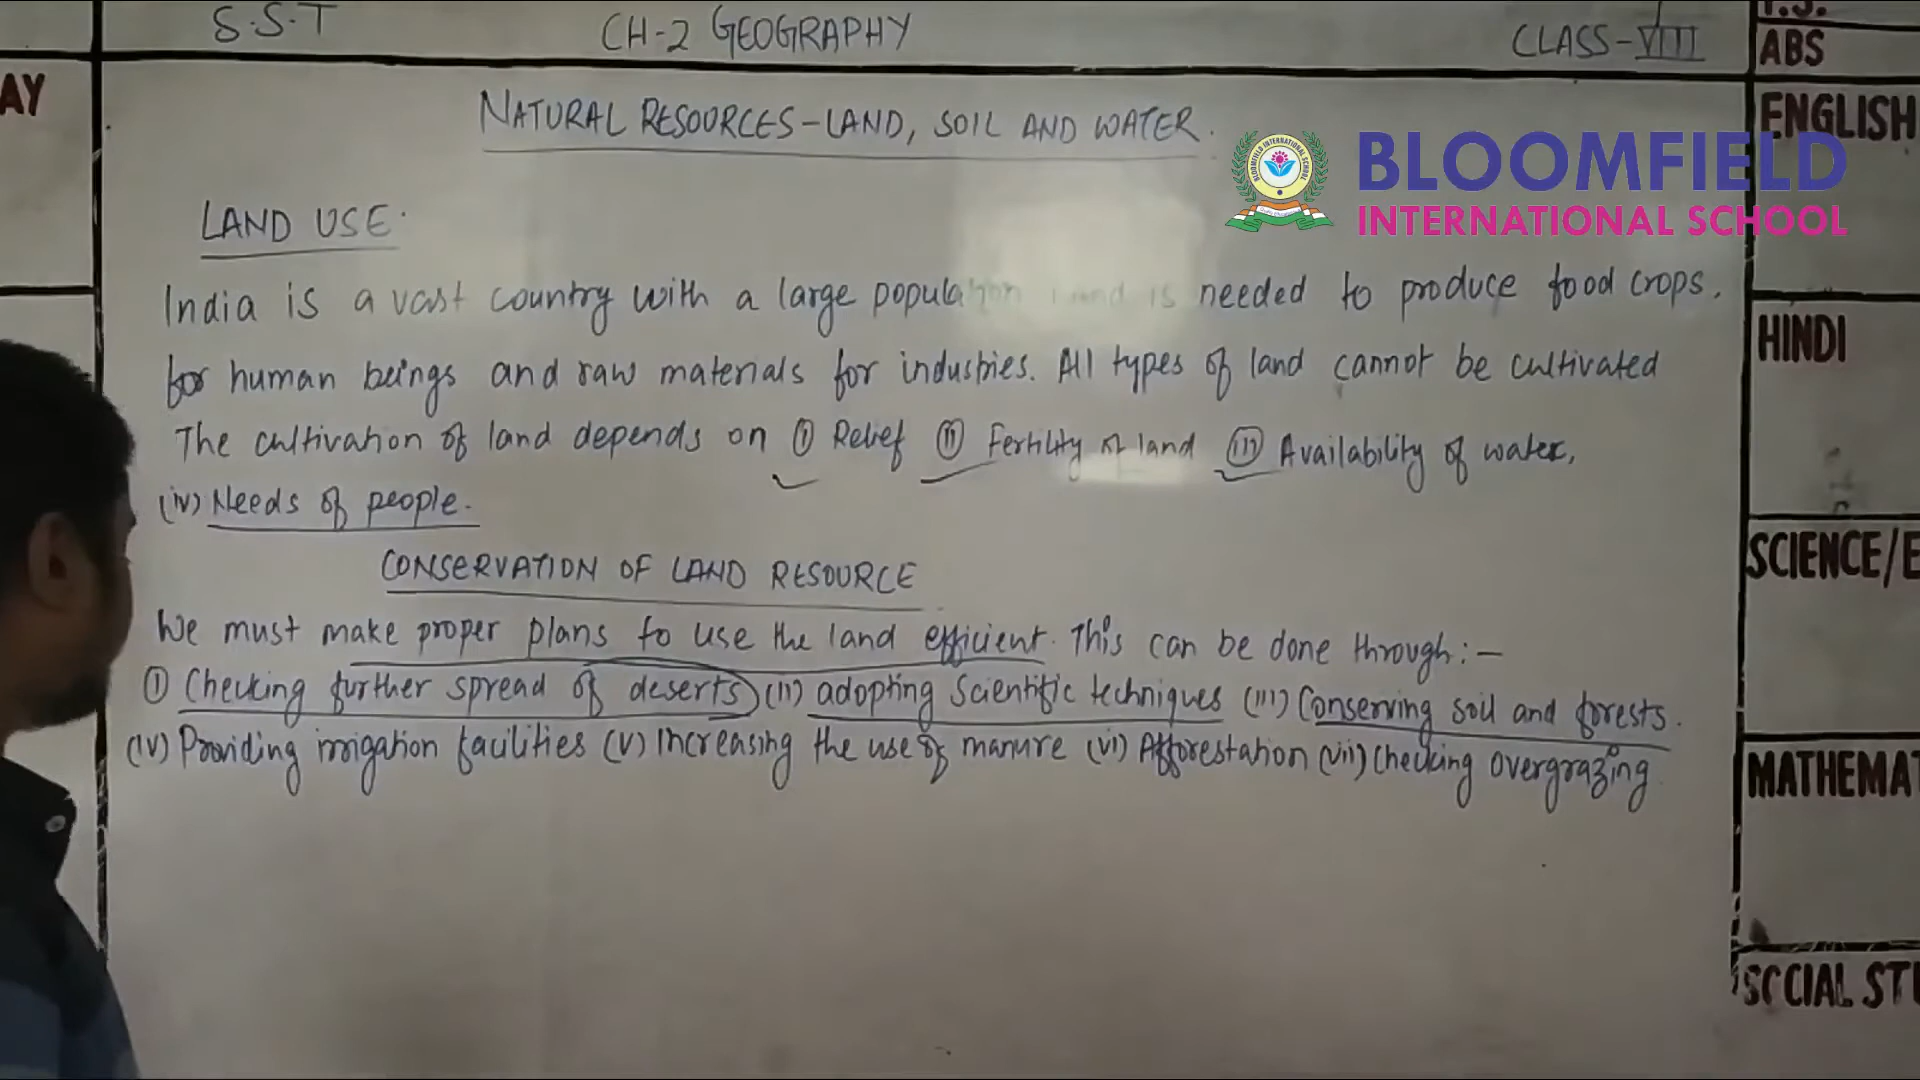 S.S.T
CH-2 GEOGRAPHY
CLASS-VIII
ABS
AY
ENGLISH
NATURAL RESOURCES-LAND, SOIL AND WATER.
BLOOMFIELD
INTERNATIONAL SCHOOL
LAND USE.
India is a vast country with a large population land is needed to produce food crops.
HINDI
for human beings and raw materials for industries. All types of land cannot be cultivated
The cultivation of land depends on (i) Relief (ii) Fertility of land (iii) Availability of water,
(iv) Needs of people.
SCIENCE/E
CONSERVATION OF LAND RESOURCE
We must make proper plans to use the land efficient. This can be done through:-
(i) Checking further spread of deserts (ii) adopting scientific techniques (iii) Conserving soil and forests.
(iv) Providing irrigation facilities (v) Increasing the use of manure (vi) Afforestation (vii) Checking overgrazing
MATHEMAT
SOCIAL STU